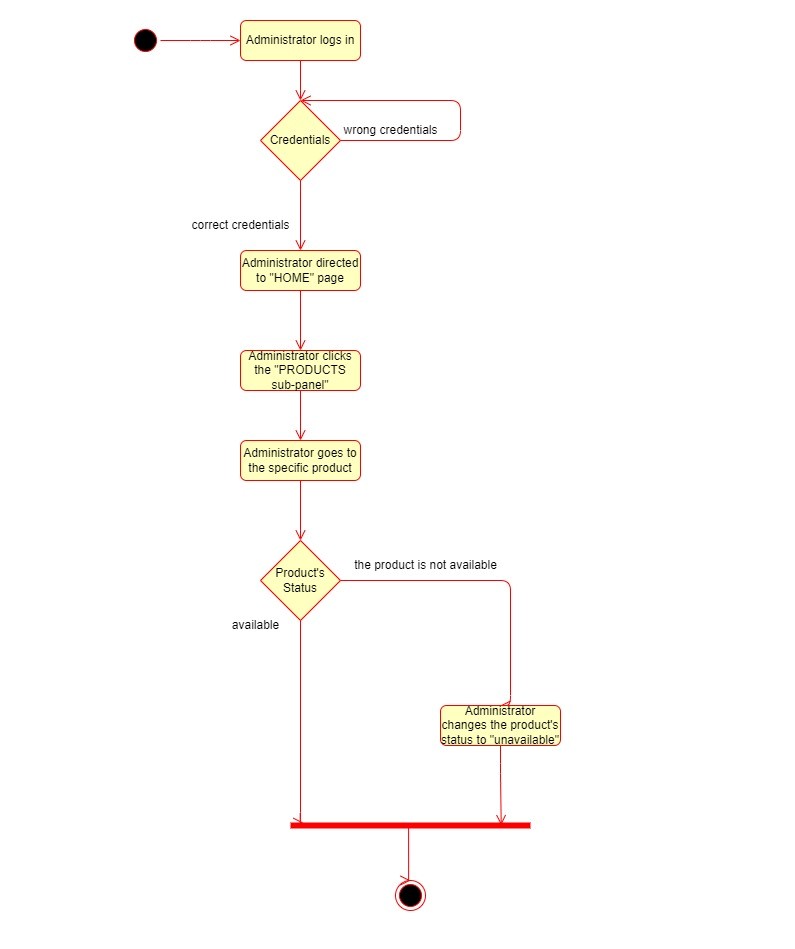 Administrator logs in
wrong credentials
Credentials
correct credentials
Administrator directed
to "HOME" page
Administrator clicks
the "PRODUCTS
sub-panel"
Administrator goes to
the specific product
the product is not available
Product's
Status
available
Administrator
changes the product's
status to "unavailable"